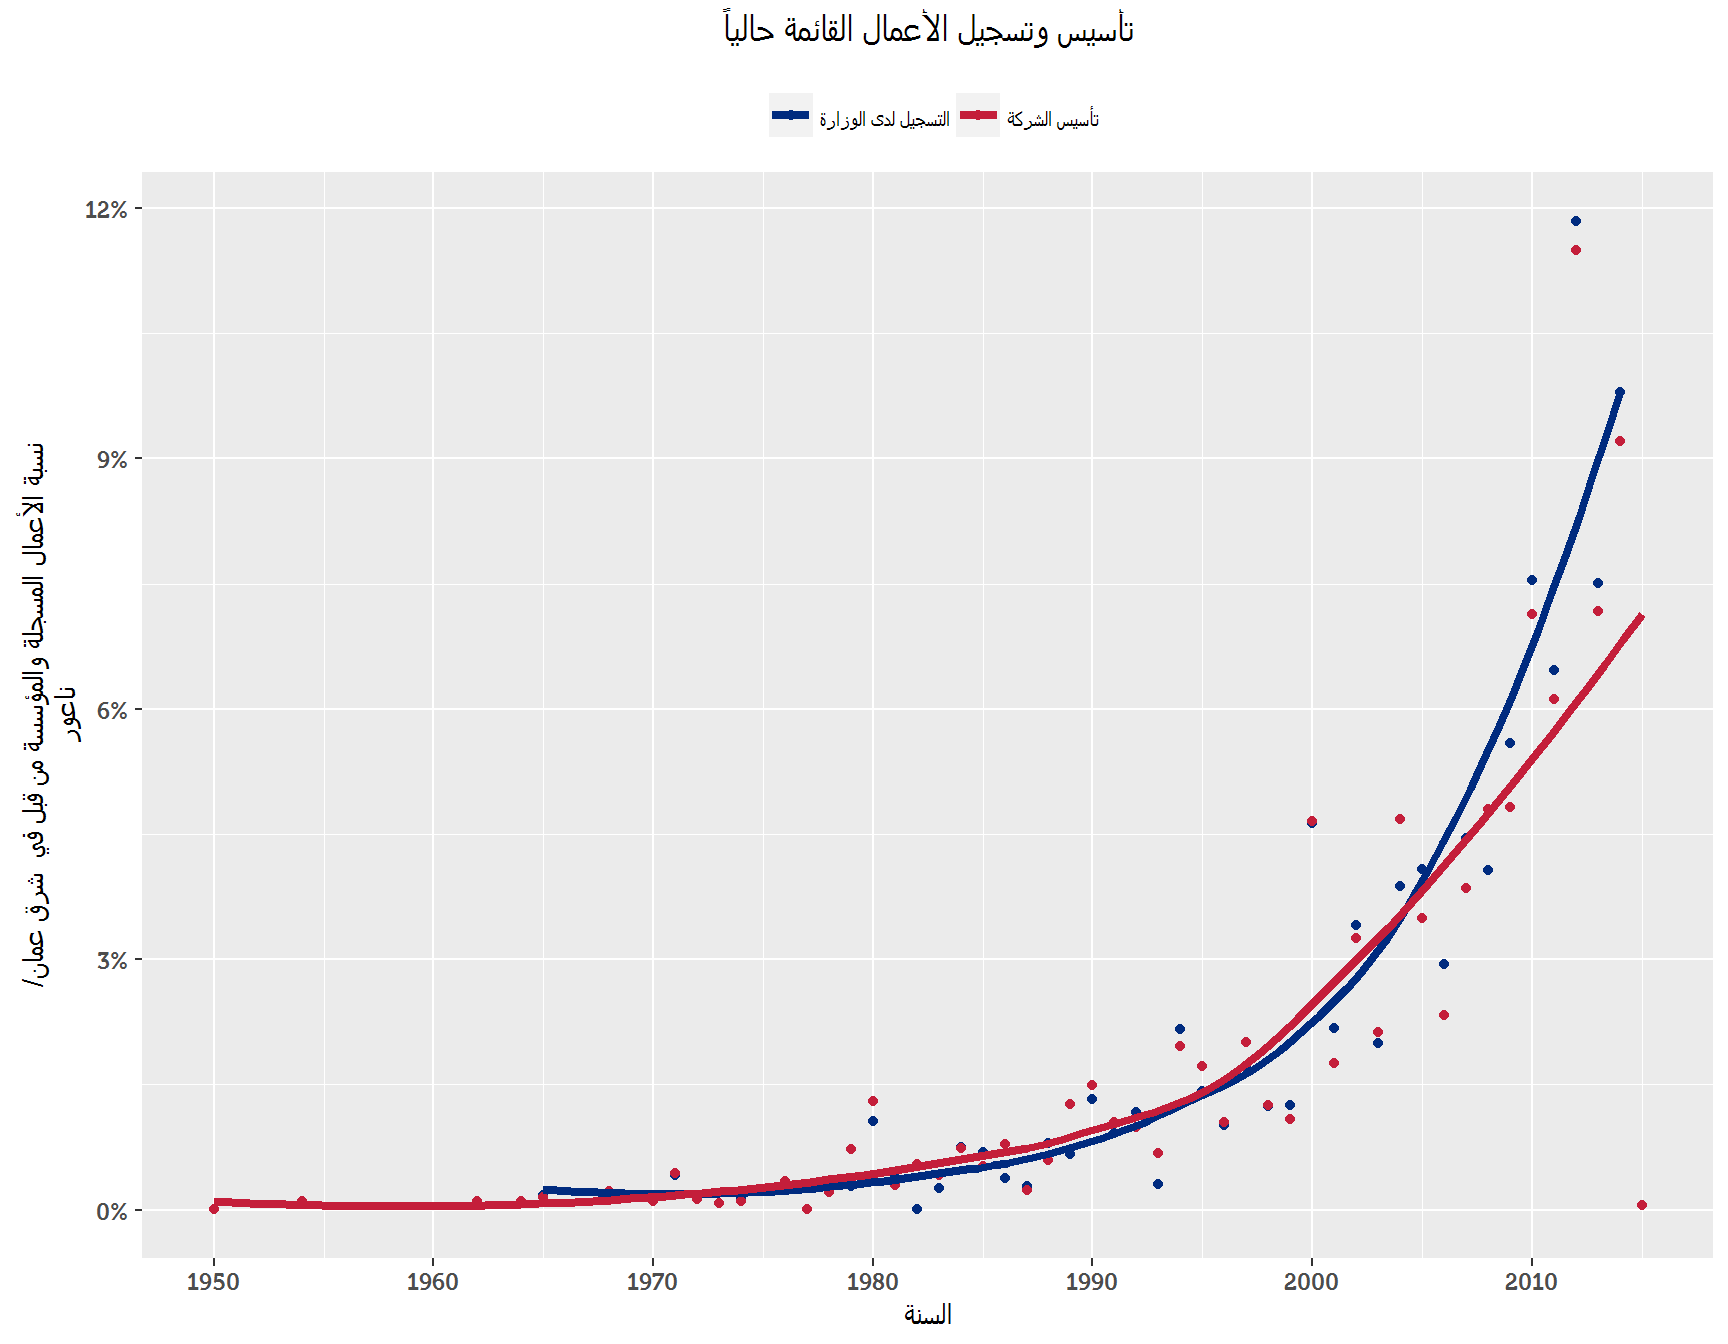 تأسيس وتسجيل الأعمال القائمة حالياً
التسجيل لدى الوزارة
تأسيس الشركة
نسبة الأعمال المسجلة والمؤسسة من قبل في شرق عمان/
ناعور
12%
9%
6%
3%
0%
1950
1960
1970
1980
1990
2000
2010
السنة